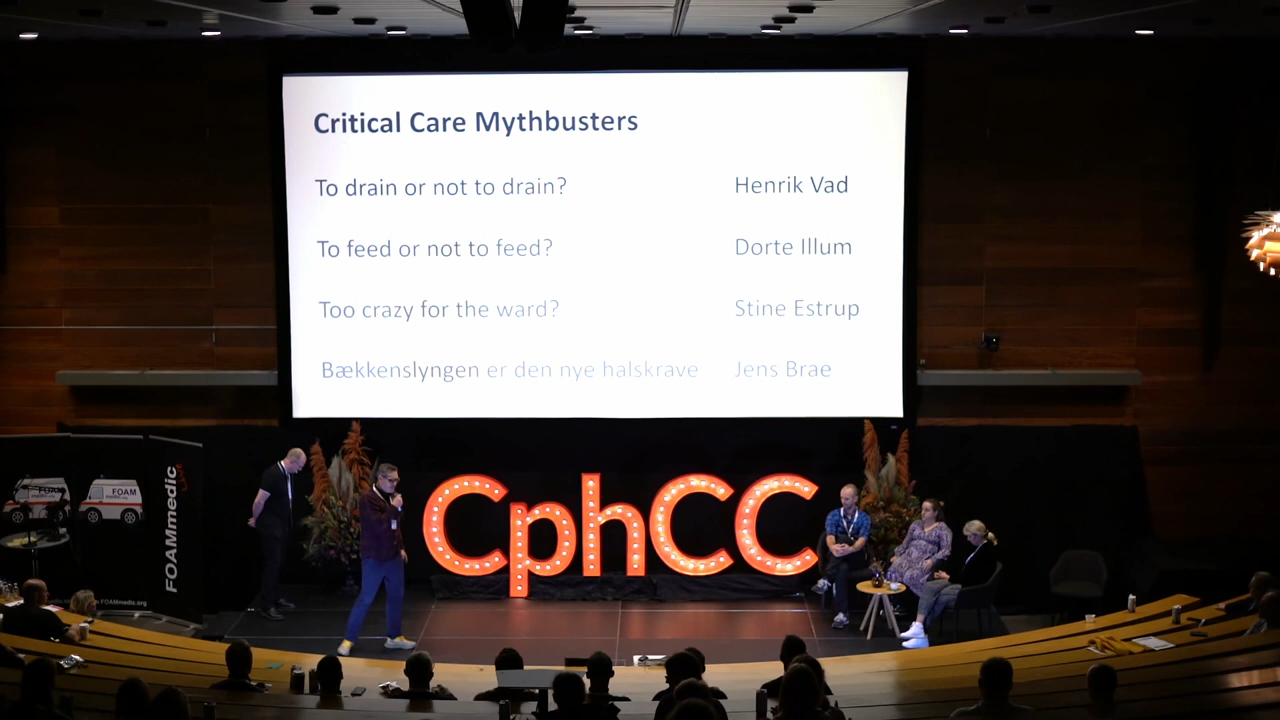 Critical Care Mythbusters
To drain or not to drain? Henrik Vad
To feed or not to feed? Dorte Illum
Too crazy for the ward? Stine Estrup
Bækkenslyngen er den nye halskrave Jens Brae
CphCC
FOAM
FOAMmedic